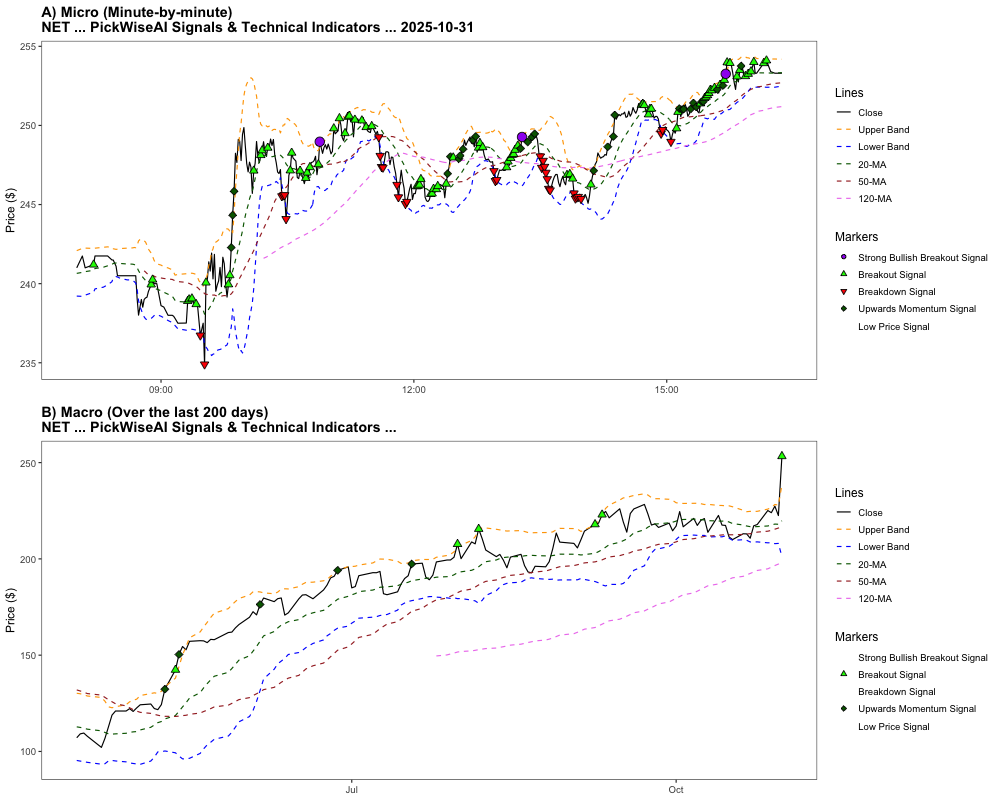 A) Micro (Minute-by-minute)
NET ... PickWiseAI Signals & Technical Indicators ... 2025-10-31
Price ($)
255
250
245
240
235
09:00
12:00
15:00
Lines
Close
Upper Band
Lower Band
20-MA
50-MA
120-MA
Markers
Strong Bullish Breakout Signal
Breakout Signal
Breakdown Signal
Upwards Momentum Signal
Low Price Signal
B) Macro (Over the last 200 days)
NET ... PickWiseAI Signals & Technical Indicators ...
Price ($)
250
200
150
100
Jul
Oct
Lines
Close
Upper Band
Lower Band
20-MA
50-MA
120-MA
Markers
Strong Bullish Breakout Signal
Breakout Signal
Breakdown Signal
Upwards Momentum Signal
Low Price Signal